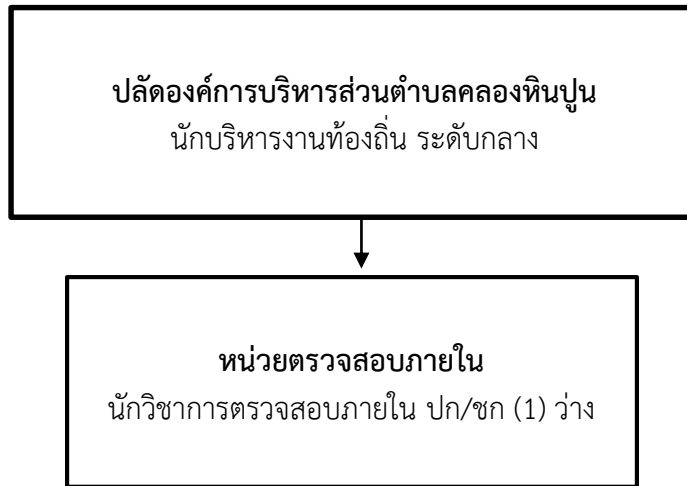 ปลัดองค์การบริหารส่วนตำบลคลองหินปูน
นักบริหารงานท้องถิ่น ระดับกลาง
หน่วยตรวจสอบภายใน
นักวิชาการตรวจสอบภายใน ปก/ชก (1) ว่าง